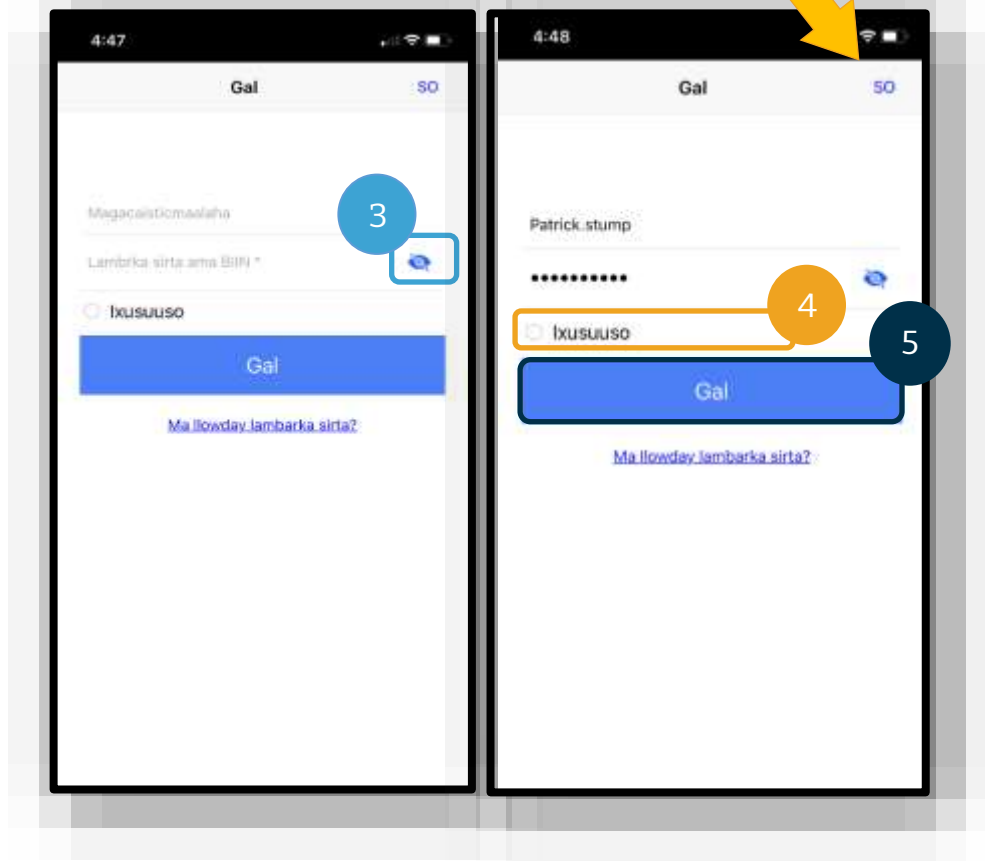 4:47
Gal
SO
Magacaisticmaalaha
3
Lambrka sirta ama BIIN *
Ixusuuso
Gal
Ma Ilowday lambarka sirta?
4:48
Gal
SO
Patrick.stump
••••••••••
4
Ixusuuso
5
Gal
Ma Ilowday lambarka sirta?